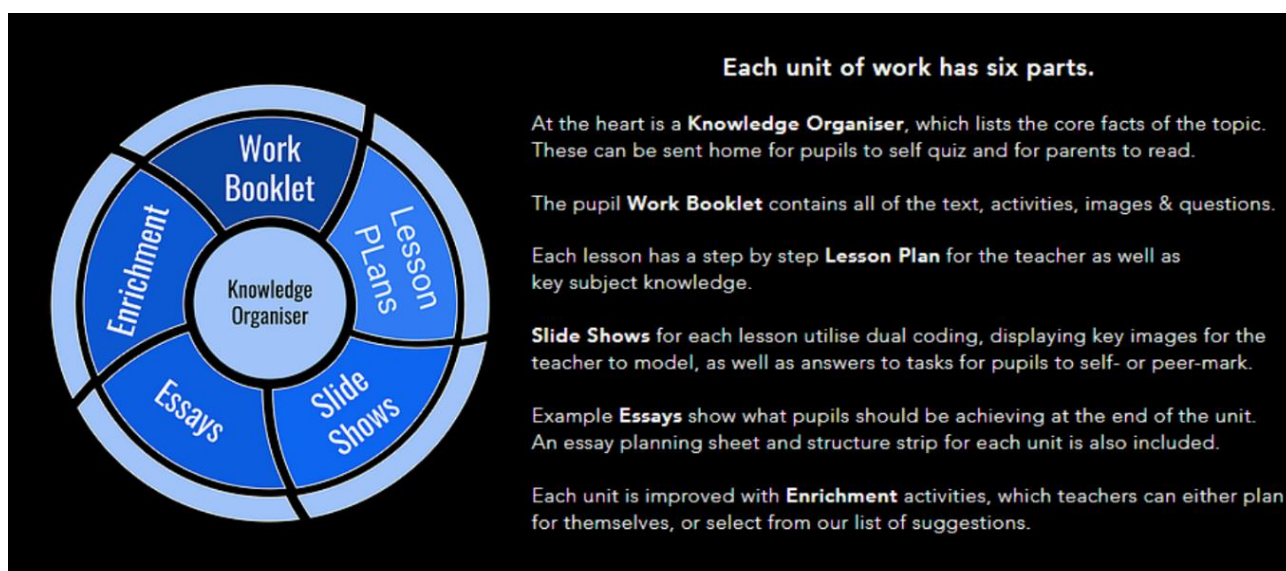 Work
Booklet
Lesson
PLans
Slide
Shows
Essays
Enrichment
Knowledge
Organiser
Each unit of work has six parts.
At the heart is a Knowledge Organiser, which lists the core facts of the topic.
These can be sent home for pupils to self quiz and for parents to read.
The pupil Work Booklet contains all of the text, activities, images & questions.
Each lesson has a step by step Lesson Plan for the teacher as well as
key subject knowledge.
Slide Shows for each lesson utilise dual coding, displaying key images for the
teacher to model, as well as answers to tasks for pupils to self- or peer-mark.
Example Essays show what pupils should be achieving at the end of the unit.
An essay planning sheet and structure strip for each unit is also included.
Each unit is improved with Enrichment activities, which teachers can either plan
for themselves, or select from our list of suggestions.